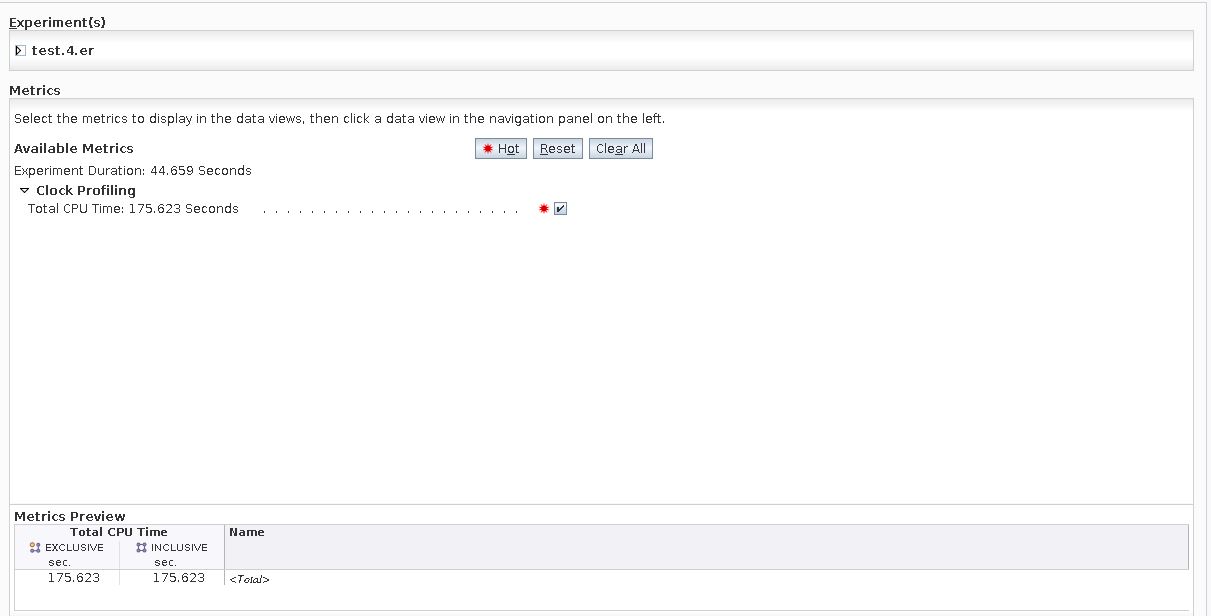 Experiment(s)
test.4.er
Metrics
Select the metrics to display in the data views, then click a data view in the navigation panel on the left.
Available Metrics
Hot Reset Clear All
Experiment Duration: 44.659 Seconds
Clock Profiling
Total CPU Time: 175.623 Seconds . . . . . . . . . . . . . . . . . . . . . .
Metrics Preview
Total CPU Time Name
EXCLUSIVE INCLUSIVE
sec. sec.
175.623 175.623 <Total>